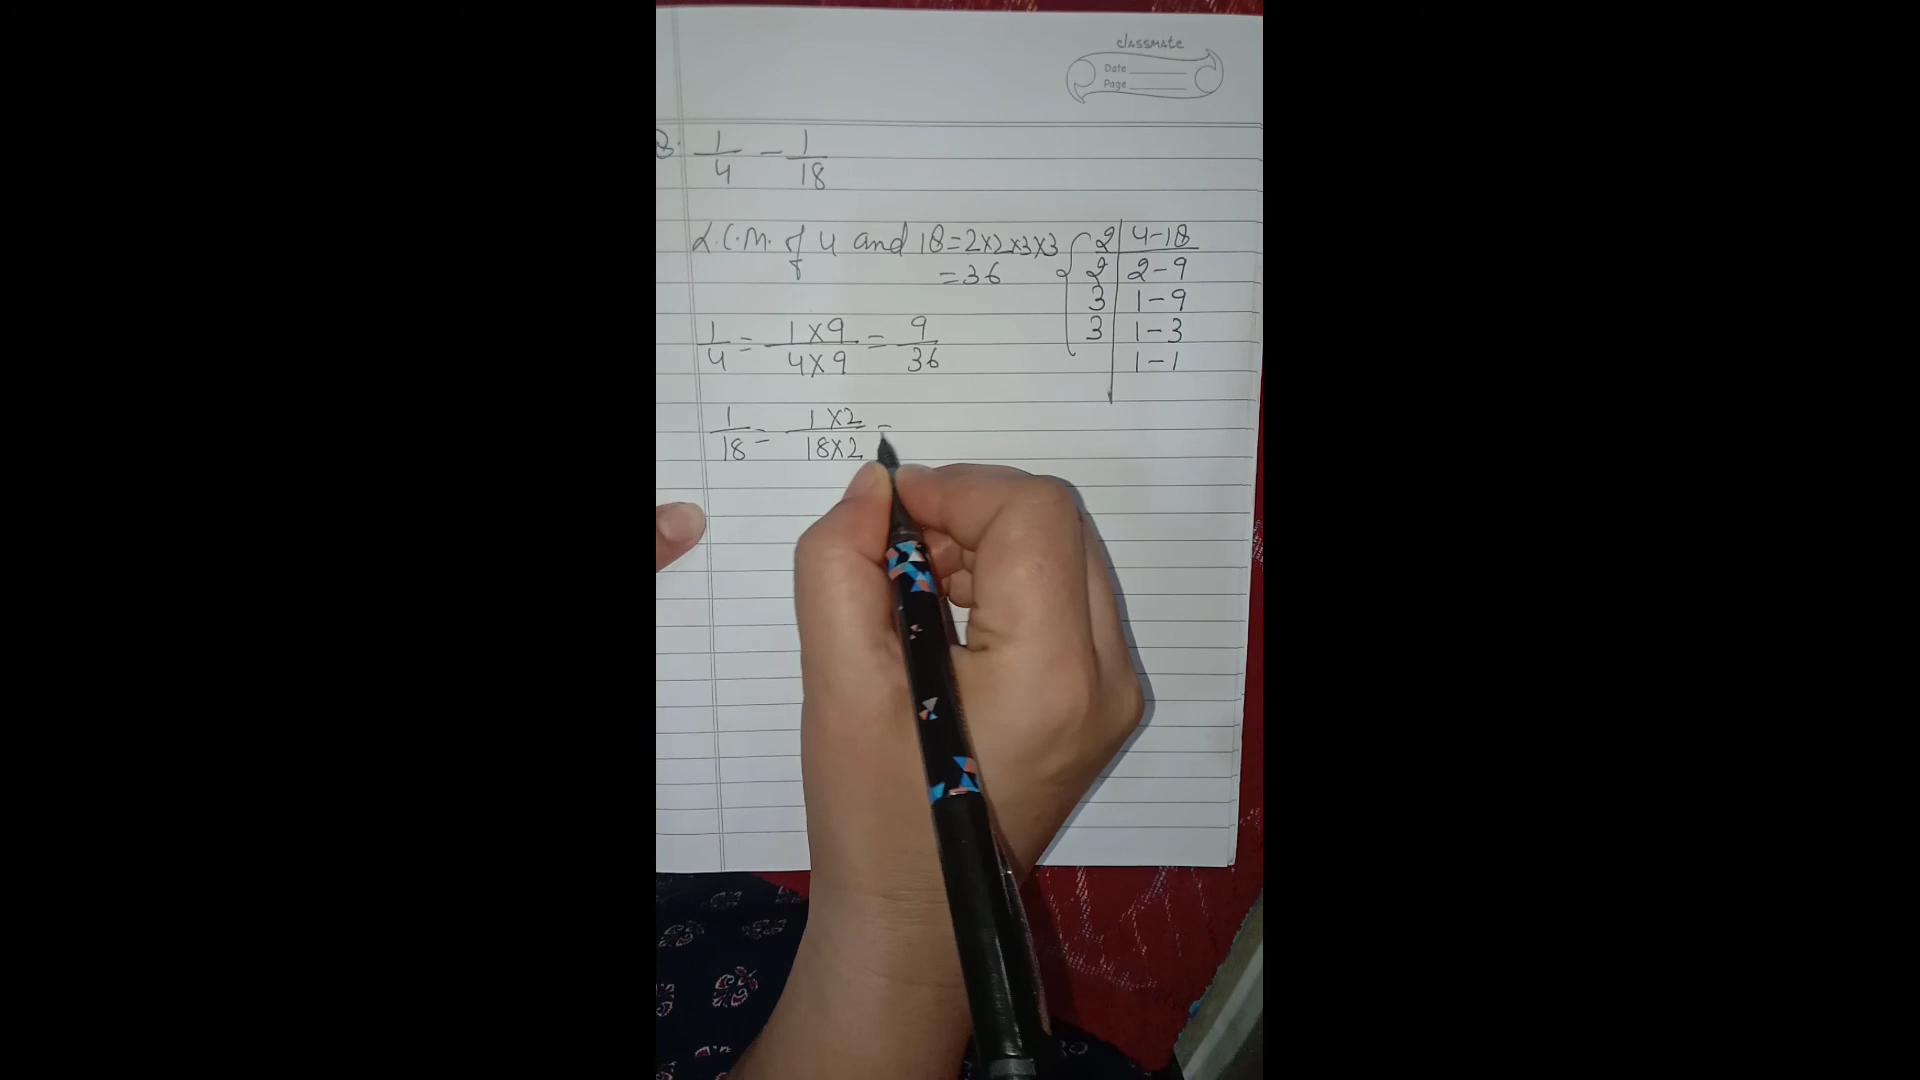 classmate
Date
Page
Q. 1/4 - 1/18
L.C.M. of 4 and 18 = 2×2×3×3
= 36
2 | 4-18
2 | 2-9
3 | 1-9
3 | 1-3
1-1
1/4 = 1×9/4×9 = 9/36
1/18 = 1×2/18×2 =